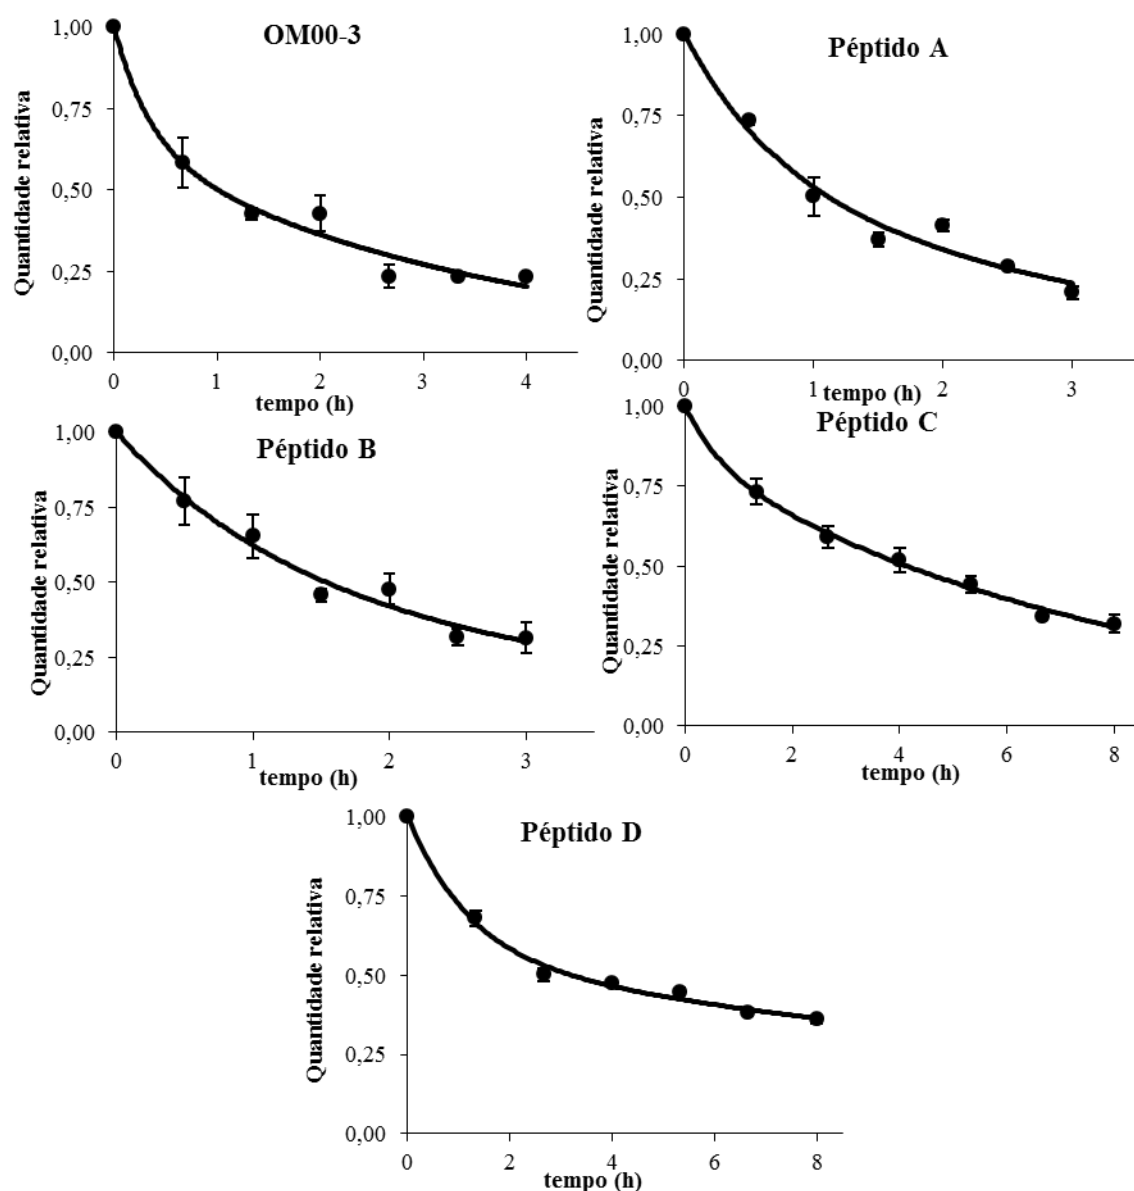 OM00-3
Quantidade relativa
1,00
0,75
0,50
0,25
0,00
0 1 2 3 4
tempo (h)
Péptido A
Quantidade relativa
1,00
0,75
0,50
0,25
0,00
0 1 2 3
tempo (h)
Péptido B
Quantidade relativa
1,00
0,75
0,50
0,25
0,00
0 1 2 3
tempo (h)
Péptido C
Quantidade relativa
1,00
0,75
0,50
0,25
0,00
0 2 4 6 8
tempo (h)
Péptido D
Quantidade relativa
1,00
0,75
0,50
0,25
0,00
0 2 4 6 8
tempo (h)